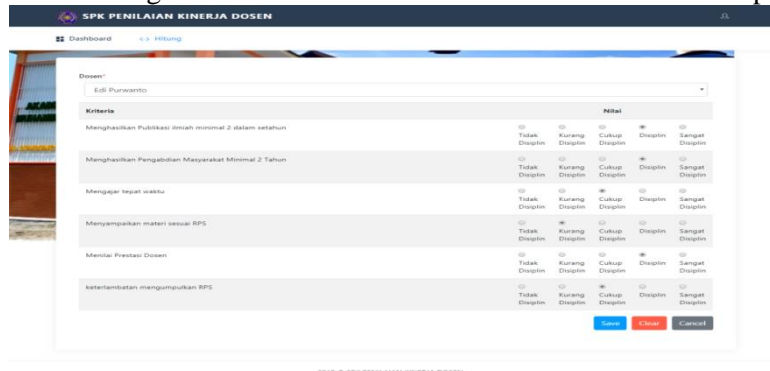 SPK PENILAIAN KINERJA DOSEN
Dashboard <> Hitung
Dosen*
Edi Purwanto
Kriteria Nilai
Menghasilkan Publikasi ilmiah minimal 2 dalam setahun
Tidak Disiplin Kurang Disiplin Cukup Disiplin Disiplin Sangat Disiplin
Menghasilkan Pengabdian Masyarakat Minimal 2 Tahun
Tidak Disiplin Kurang Disiplin Cukup Disiplin Disiplin Sangat Disiplin
Mengajar tepat waktu
Tidak Disiplin Kurang Disiplin Cukup Disiplin Disiplin Sangat Disiplin
Menyampaikan materi sesuai RPS
Tidak Disiplin Kurang Disiplin Cukup Disiplin Disiplin Sangat Disiplin
Menilai Prestasi Dosen
Tidak Disiplin Kurang Disiplin Cukup Disiplin Disiplin Sangat Disiplin
keterlambatan mengumpulkan RPS
Tidak Disiplin Kurang Disiplin Cukup Disiplin Disiplin Sangat Disiplin
Save Clear Cancel